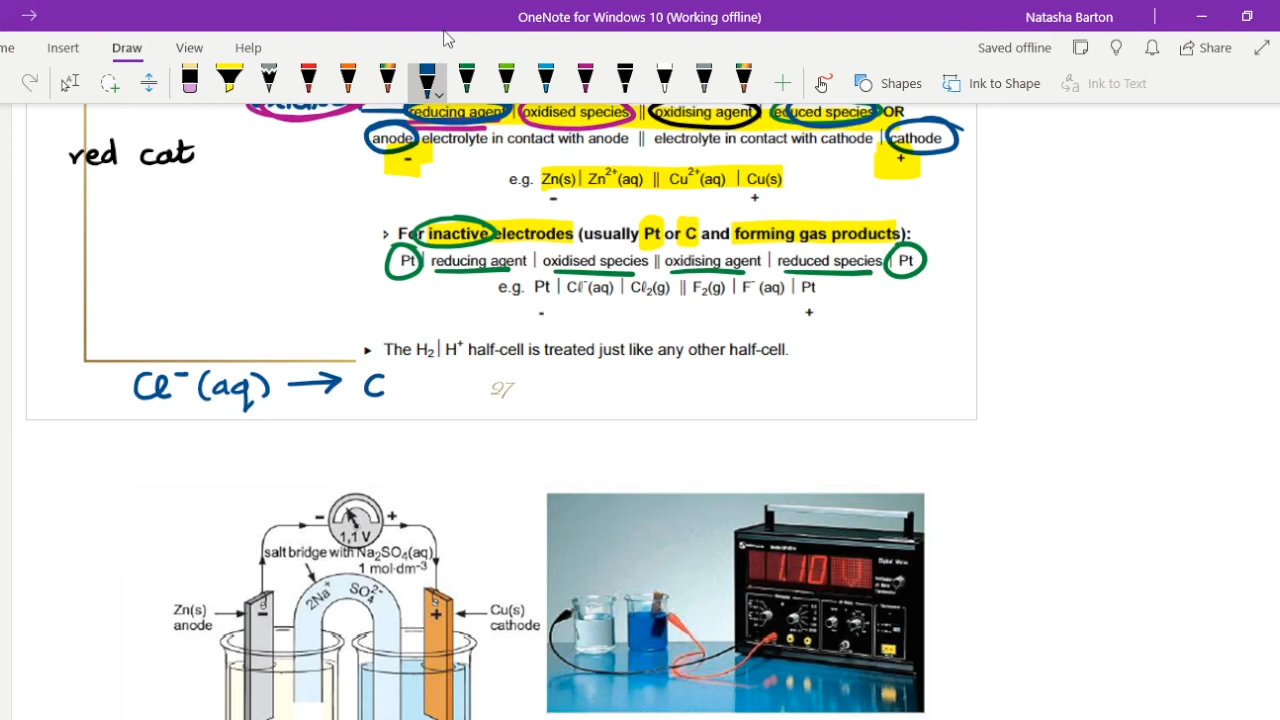 OneNote for Windows 10 (Working offline)
Natasha Barton
me Insert Draw View Help
Saved offline Share
Shapes Ink to Shape Ink to Text
reducing agent | oxidised species || oxidising agent | reduced species OR
anode electrolyte in contact with anode || electrolyte in contact with cathode | cathode
red cat
- +
e.g. Zn(s) | Zn²⁺(aq) || Cu²⁺(aq) | Cu(s)
- +
For inactive electrodes (usually Pt or C and forming gas products):
Pt | reducing agent | oxidised species || oxidising agent | reduced species | Pt
e.g. Pt | Cℓ⁻(aq) | Cℓ₂(g) || F₂(g) | F⁻ (aq) | Pt
- +
► The H₂ | H⁺ half-cell is treated just like any other half-cell.
Cl⁻ (aq) → C
27
- +
1,1 V
salt bridge with Na₂SO₄(aq)
1 mol·dm⁻³
2Na⁺ SO₄²⁻
Zn(s)
anode
- +
Cu(s)
cathode
1.10